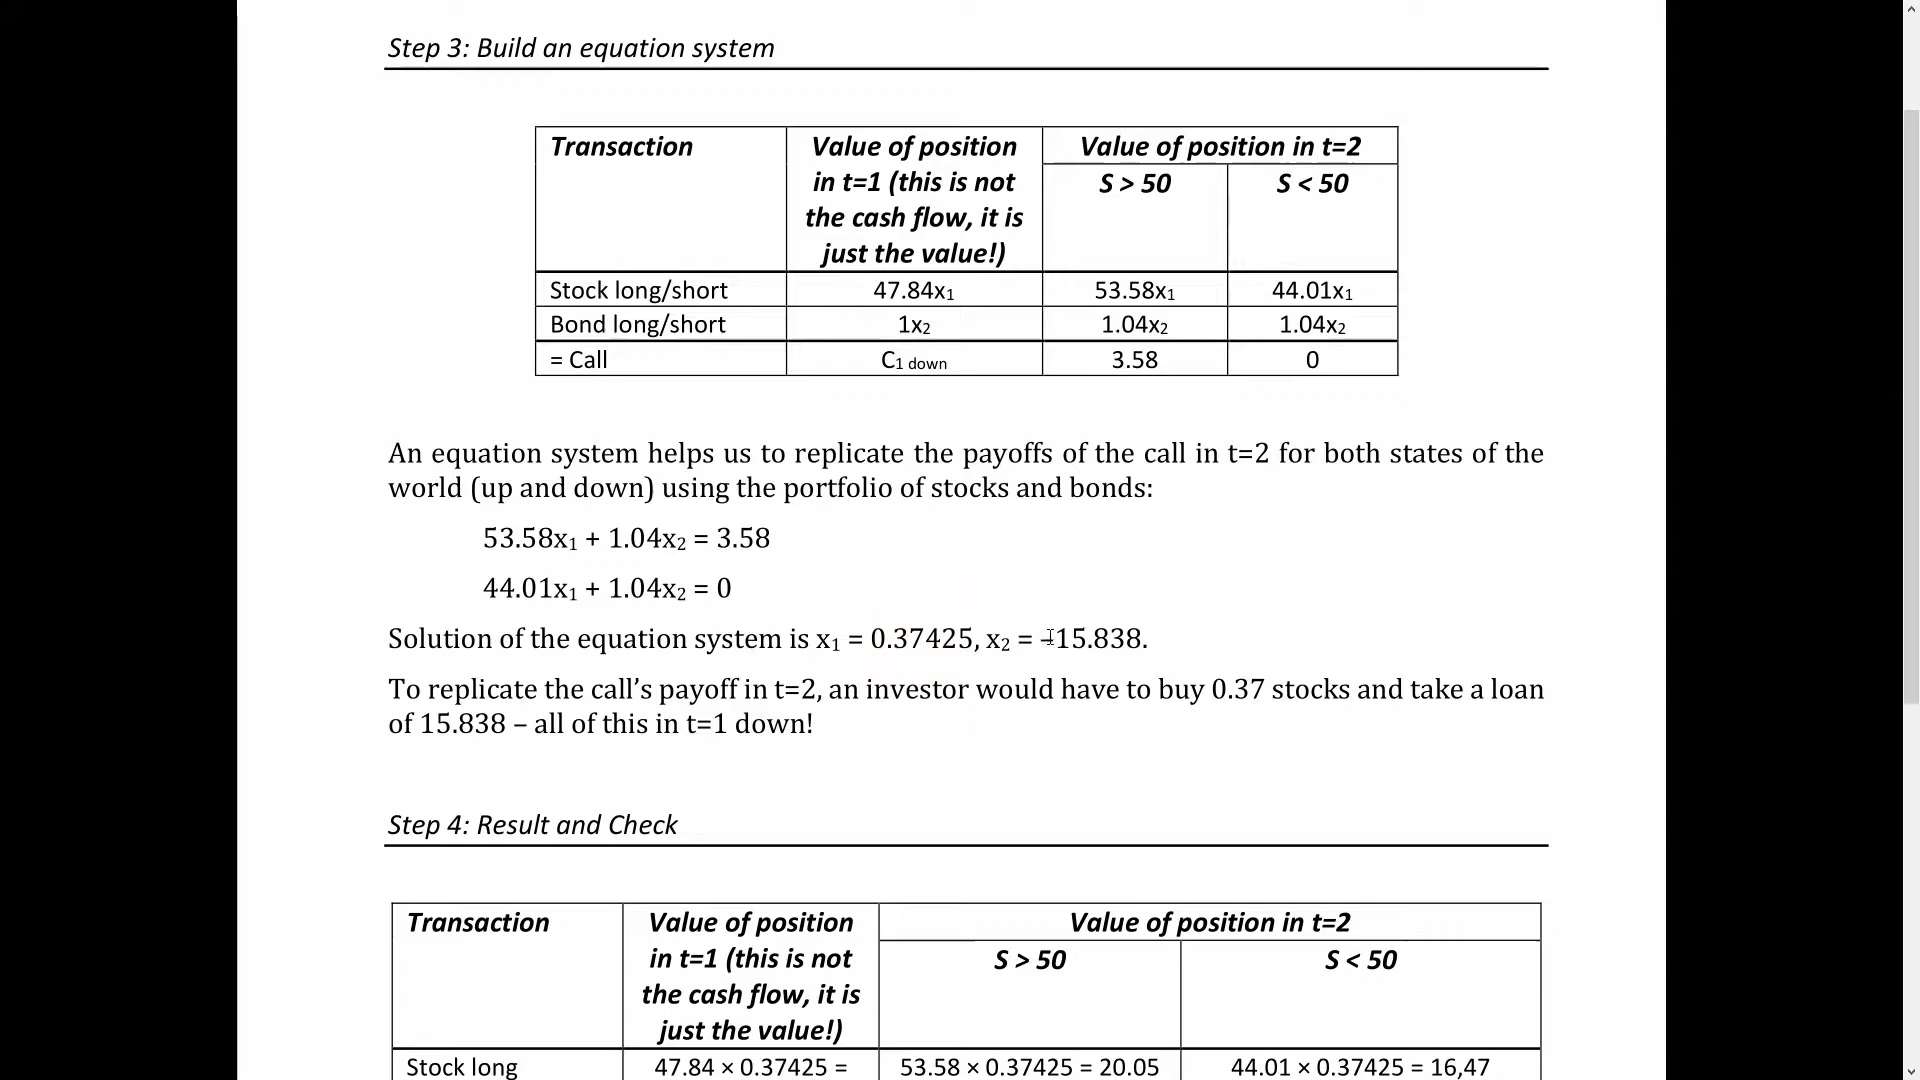 Step 3: Build an equation system
Transaction
Value of position in t=1 (this is not the cash flow, it is just the value!)
Value of position in t=2
S > 50
S < 50
Stock long/short 47.84x₁ 53.58x₁ 44.01x₁
Bond long/short 1x₂ 1.04x₂ 1.04x₂
= Call C₁ down 3.58 0
An equation system helps us to replicate the payoffs of the call in t=2 for both states of the
world (up and down) using the portfolio of stocks and bonds:
53.58x₁ + 1.04x₂ = 3.58
44.01x₁ + 1.04x₂ = 0
Solution of the equation system is x₁ = 0.37425, x₂ = –15.838.
To replicate the call’s payoff in t=2, an investor would have to buy 0.37 stocks and take a loan
of 15.838 – all of this in t=1 down!
Step 4: Result and Check
Transaction
Value of position
in t=1 (this is not
the cash flow, it is
just the value!)
Value of position in t=2
S > 50
S < 50
Stock long 47.84 × 0.37425 = 53.58 × 0.37425 = 20.05 44.01 × 0.37425 = 16,47